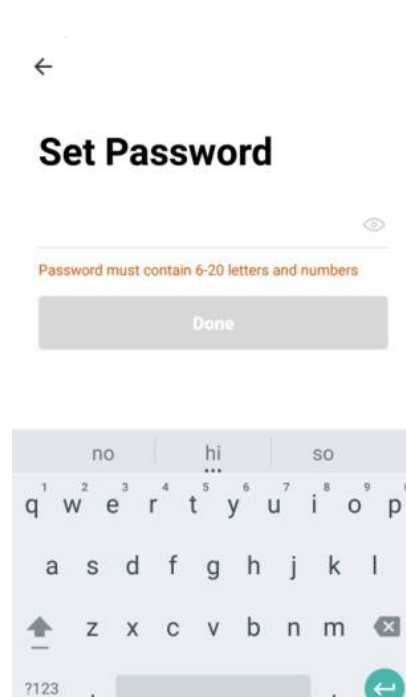 Set Password
Password must contain 6-20 letters and numbers
Done
no hi so
1 2 3 4 5 6 7 8 9
q w e r t y u i o p
a s d f g h j k l
z x c v b n m
?123 , .